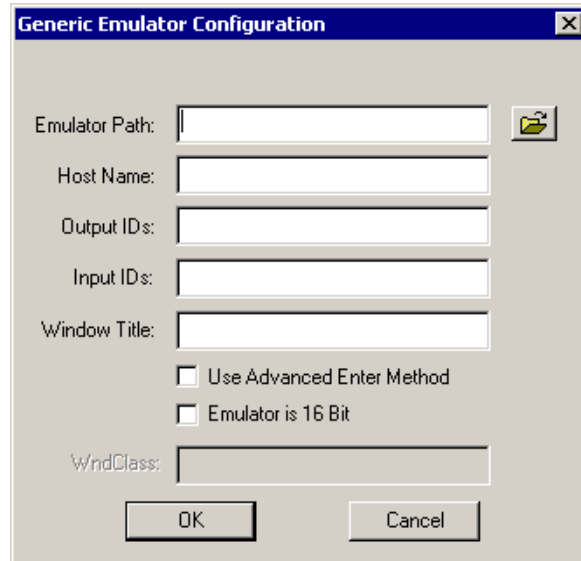 Generic Emulator Configuration
Emulator Path:
Host Name:
Output IDs:
Input IDs:
Window Title:
Use Advanced Enter Method
Emulator is 16 Bit
WndClass:
OK Cancel